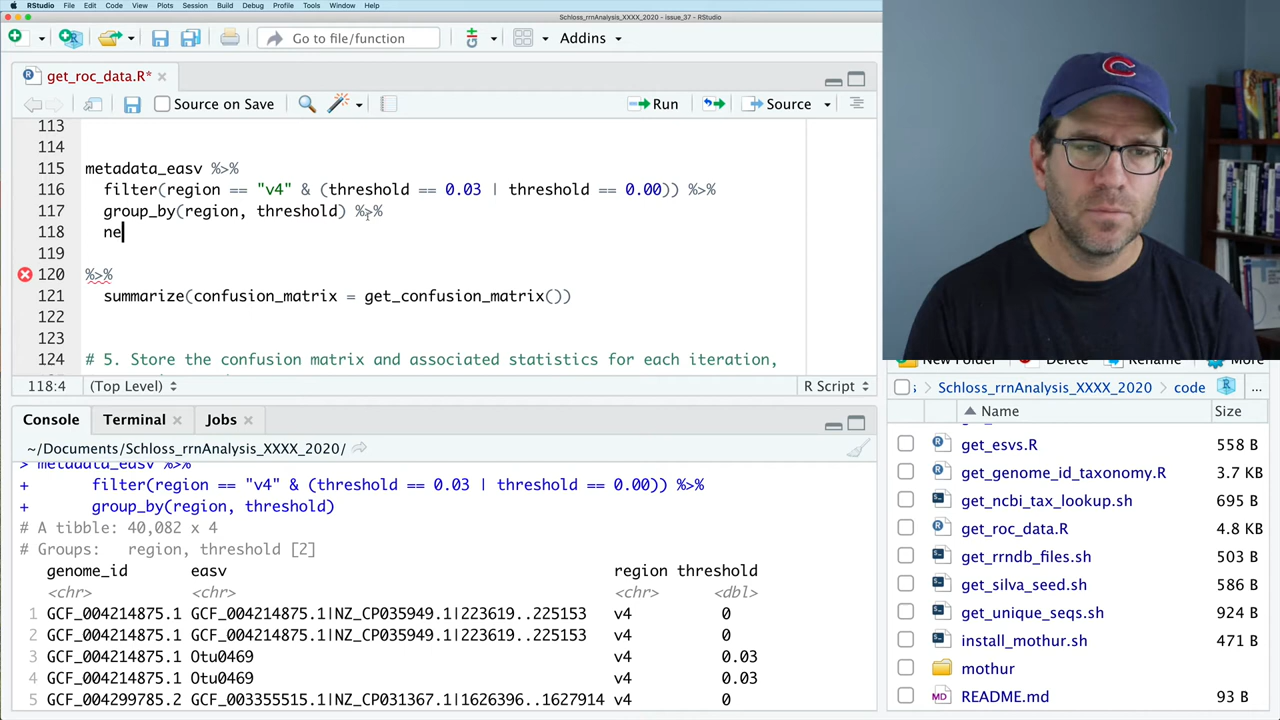 RStudio File Edit Code View Plots Session Build Debug Profile Tools Window Help
Schloss_rrnAnalysis_XXXX_2020 - issue_37 - RStudio
Go to file/function Addins
get_roc_data.R*
Source on Save Run Source
113
114
115 metadata_easv %>%
116 filter(region == "v4" & (threshold == 0.03 | threshold == 0.00)) %>%
117 group_by(region, threshold) %>%
118 ne
119
120 %>%
121 summarize(confusion_matrix = get_confusion_matrix())
122
123
124 # 5. Store the confusion matrix and associated statistics for each iteration,
118:4 (Top Level) R Script
Console Terminal Jobs
~/Documents/Schloss_rrnAnalysis_XXXX_2020/
> metadata_easv %>%
+ filter(region == "v4" & (threshold == 0.03 | threshold == 0.00)) %>%
+ group_by(region, threshold)
# A tibble: 40,082 x 4
# Groups: region, threshold [2]
genome_id easv region threshold
<chr> <chr> <chr> <dbl>
1 GCF_004214875.1 GCF_004214875.1|NZ_CP035949.1|223619..225153 v4 0
2 GCF_004214875.1 GCF_004214875.1|NZ_CP035949.1|223619..225153 v4 0
3 GCF_004214875.1 Otu0469 v4 0.03
4 GCF_004214875.1 Otu0469 v4 0.03
5 GCF_004299785.2 GCF_003355515.1|NZ_CP031367.1|1626396..1627914 v4 0
C
New Folder Delete Rename More
s › Schloss_rrnAnalysis_XXXX_2020 › code ...
Name Size
get_esvs.R 558 B
get_genome_id_taxonomy.R 3.7 KB
get_ncbi_tax_lookup.sh 695 B
get_roc_data.R 4.8 KB
get_rrndb_files.sh 503 B
get_silva_seed.sh 586 B
get_unique_seqs.sh 924 B
install_mothur.sh 471 B
mothur
README.md 93 B